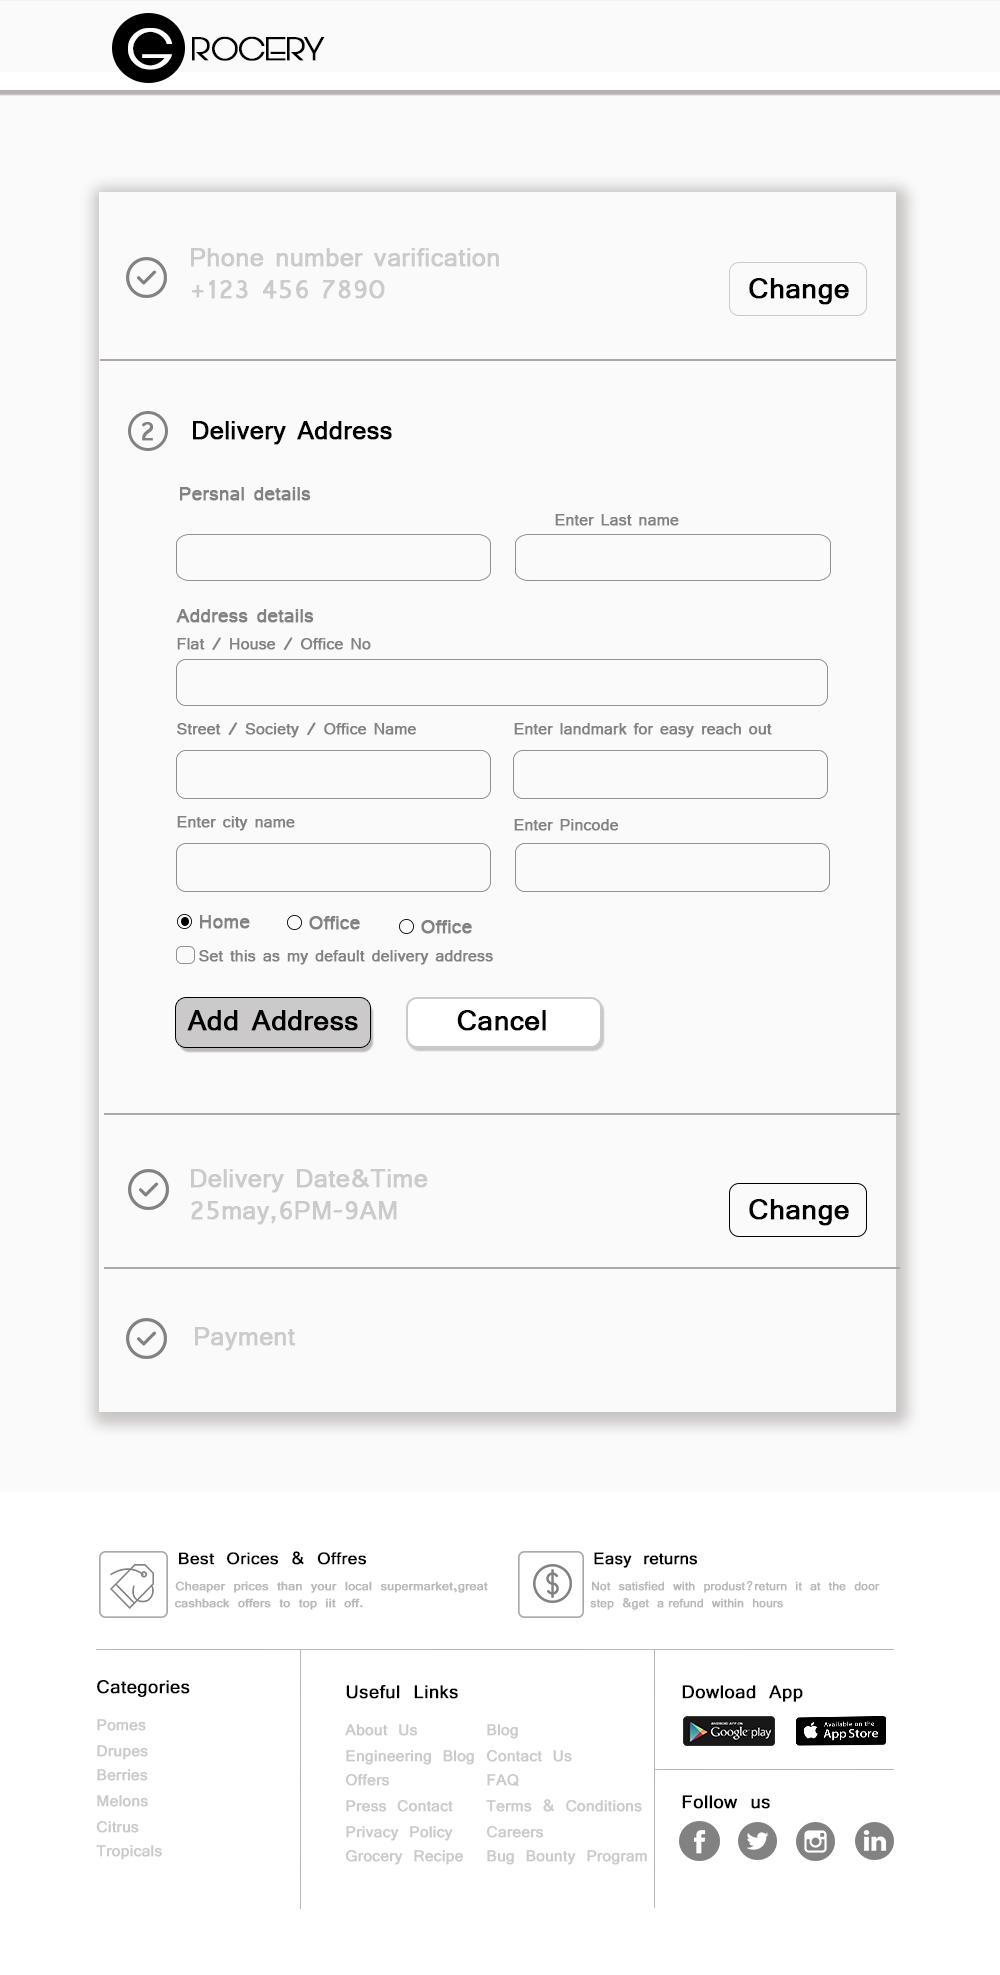 GROCERY
Phone number varification
+123 456 7890
Change
2 Delivery Address
Persnal details
Enter Last name
Address details
Flat / House / Office No
Street / Society / Office Name
Enter landmark for easy reach out
Enter city name
Enter Pincode
Home Office Office
Set this as my default delivery address
Add Address Cancel
Delivery Date&Time
25may,6PM-9AM
Change
Payment
Best Orices & Offres
Cheaper prices than your local supermarket,great
cashback offers to top iit off.
$
Easy returns
Not satisfied with produst?return it at the door
step &get a refund within hours
Categories
Pomes
Drupes
Berries
Melons
Citrus
Tropicals
Useful Links
About Us
Engineering Blog
Offers
Press Contact
Privacy Policy
Grocery Recipe
Blog
Contact Us
FAQ
Terms & Conditions
Careers
Bug Bounty Program
Dowload App
ANDROID APP ON
Google play
Available on the
App Store
Follow us
f
in